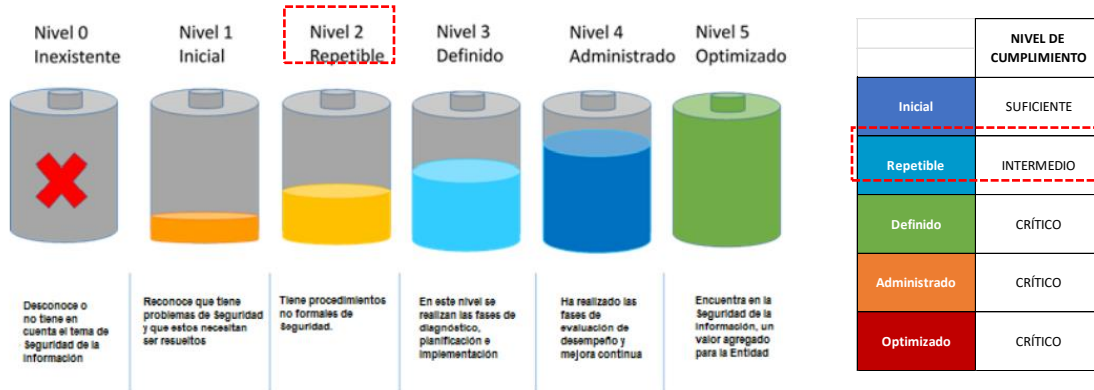 Nivel 0
Inexistente
Nivel 1
Inicial
Nivel 2
Repetible
Nivel 3
Definido
Nivel 4
Administrado
Nivel 5
Optimizado
Desconoce o
no tiene en
cuenta el tema de
Seguridad de la
Información
Reconoce que tiene
problemas de Seguridad
y que estos necesitan
ser resueltos
Tiene procedimientos
no formales de
Seguridad.
En este nivel se
realizan las fases de
diagnóstico,
planificación e
implementación
Ha realizado las
fases de
evaluación de
desempeño y
mejora continua
Encuentra en la
Seguridad de la
Información, un
valor agregado
para la Entidad
NIVEL DE
CUMPLIMIENTO
Inicial SUFICIENTE
Repetible INTERMEDIO
Definido CRÍTICO
Administrado CRÍTICO
Optimizado CRÍTICO